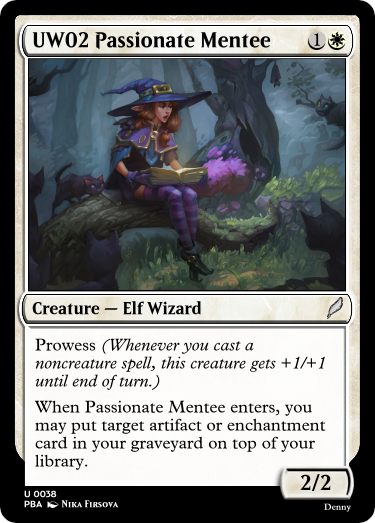 UW02 Passionate Mentee 1
Creature — Elf Wizard
Prowess (Whenever you cast a
noncreature spell, this creature gets +1/+1
until end of turn.)
When Passionate Mentee enters, you
may put target artifact or enchantment
card in your graveyard on top of your
library.
2/2
U 0038
PBA Nika Firsova
Denny